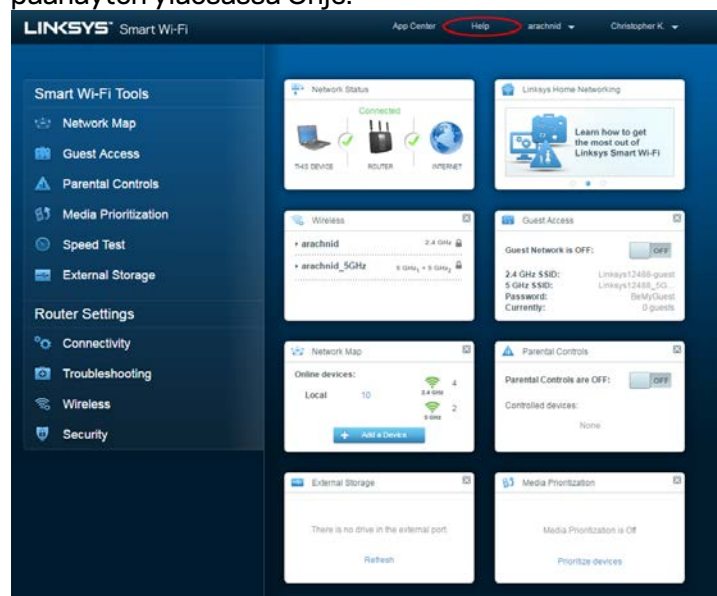 päänäytön yläosassa Ohje.
LINKSYS Smart Wi-Fi
App Center
Help
arachnid
Christopher K.
Smart Wi-Fi Tools
Network Map
Guest Access
Parental Controls
Media Prioritization
Speed Test
External Storage
Router Settings
Connectivity
Troubleshooting
Wireless
Security
Network Status
Connected
THIS DEVICE
ROUTER
INTERNET
Linksys Home Networking
Learn how to get
the most out of
Linksys Smart Wi-Fi
Wireless
arachnid 2.4 GHz
arachnid_5GHz 5 GHz1 + 5 GHz2
Guest Access
Guest Network is OFF: OFF
2.4 GHz SSID: Linksys12468-guest
5 GHz SSID: Linksys12468_5G...
Password: BeMyGuest
Currently: 0 guests
Network Map
Online devices:
Local 10
4
2.4 GHz
2
5 GHz
+ Add a Device
Parental Controls
Parental Controls are OFF: OFF
Controlled devices:
None
External Storage
There is no drive in the external port.
Refresh
Media Prioritization
Media Prioritization is Off
Prioritize devices